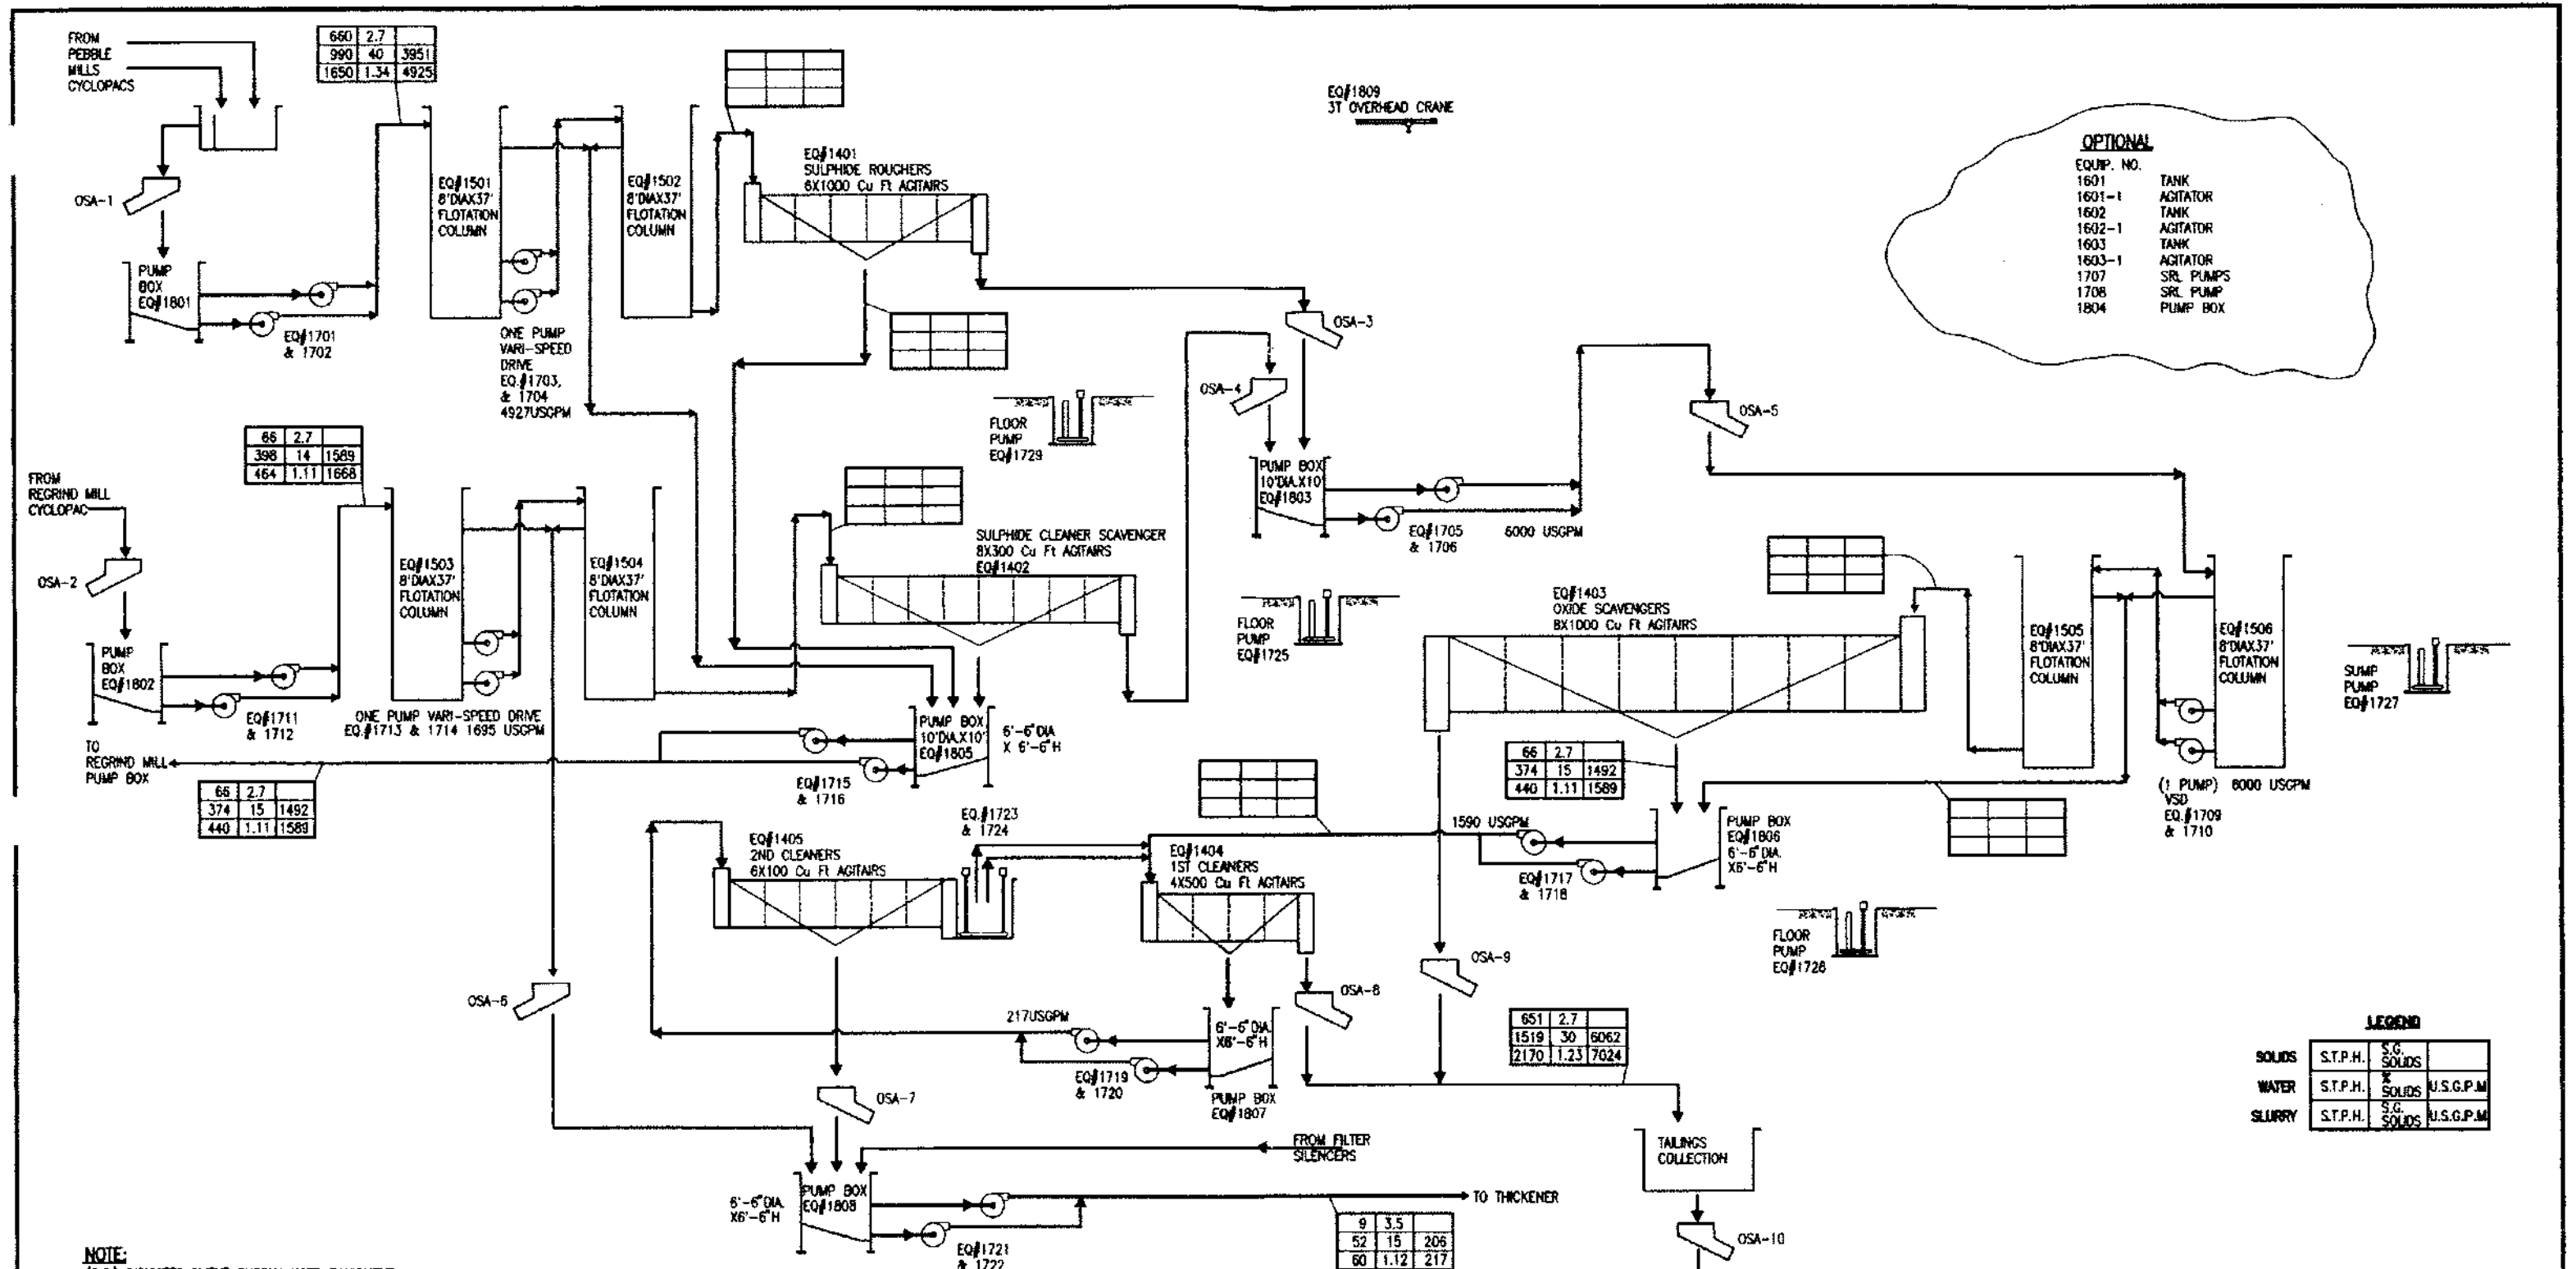 FROM
PEBBLE
MILLS
CYCLOPACS
660 2.7
990 40 3951
1650 1.34 4925
OSA-1
PUMP
BOX
EQ#1801
EQ#1701
& 1702
EQ#1501
8'DIAX37'
FLOTATION
COLUMN
ONE PUMP
VARI-SPEED
DRIVE
EQ.#1703,
& 1704
4927USGPM
EQ#1502
8'DIAX37'
FLOTATION
COLUMN
EQ#1401
SULPHIDE ROUGHERS
6X1000 Cu Ft AGITAIRS
EQ#1809
3T OVERHEAD CRANE
OPTIONAL
EQUIP. NO.
1601 TANK
1601-1 AGITATOR
1602 TANK
1602-1 AGITATOR
1603 TANK
1603-1 AGITATOR
1707 SRL PUMPS
1708 SRL PUMP
1804 PUMP BOX
OSA-3
OSA-4
OSA-5
FLOOR
PUMP
EQ#1729
PUMP BOX
10'DIA.X10'
EQ#1803
EQ#1705
& 1706
6000 USGPM
66 2.7
398 14 1589
464 1.11 1668
FROM
REGRIND MILL
CYCLOPAC
OSA-2
PUMP
BOX
EQ#1802
EQ#1711
& 1712
EQ#1503
8'DIAX37'
FLOTATION
COLUMN
ONE PUMP VARI-SPEED DRIVE
EQ.#1713 & 1714 1695 USGPM
EQ#1504
8'DIAX37'
FLOTATION
COLUMN
SULPHIDE CLEANER SCAVENGER
8X300 Cu Ft AGITAIRS
EQ#1402
FLOOR
PUMP
EQ#1725
EQ#1403
OXIDE SCAVENGERS
8X1000 Cu Ft AGITAIRS
EQ#1505
8'DIAX37'
FLOTATION
COLUMN
EQ#1506
8'DIAX37'
FLOTATION
COLUMN
SUMP
PUMP
EQ#1727
(1 PUMP) 6000 USGPM
VSD
EQ.#1709
& 1710
TO
REGRIND MILL
PUMP BOX
66 2.7
374 15 1492
440 1.11 1589
PUMP BOX
10'DIA.X10'
EQ#1805
6'-6"DIA
X 6'-6"H
EQ#1715
& 1716
EQ.#1723
& 1724
66 2.7
374 15 1492
440 1.11 1589
1590 USGPM
EQ#1717
& 1718
PUMP BOX
EQ#1806
6'-6"DIA.
X6'-6"H
EQ#1405
2ND CLEANERS
6X100 Cu Ft AGITAIRS
EQ#1404
1ST CLEANERS
4X500 Cu Ft AGITAIRS
FLOOR
PUMP
EQ#1728
OSA-6
OSA-9
OSA-8
217USGPM
EQ#1719
& 1720
6'-6"DIA.
X6'-6"H
PUMP BOX
EQ#1807
651 2.7
1519 30 6062
2170 1.23 7024
OSA-7
FROM FILTER
SILENCERS
TAILINGS
COLLECTION
OSA-10
6'-6"DIA.
X6'-6"H
PUMP BOX
EQ#1808
EQ#1721
& 1722
TO THICKENER
9 3.5
52 15 206
60 1.12 217
LEGEND
SOLIDS S.T.P.H. S.G. SOLIDS
WATER S.T.P.H. % SOLIDS U.S.G.P.M
SLURRY S.T.P.H. S.G. SOLIDS U.S.G.P.M
NOTE: